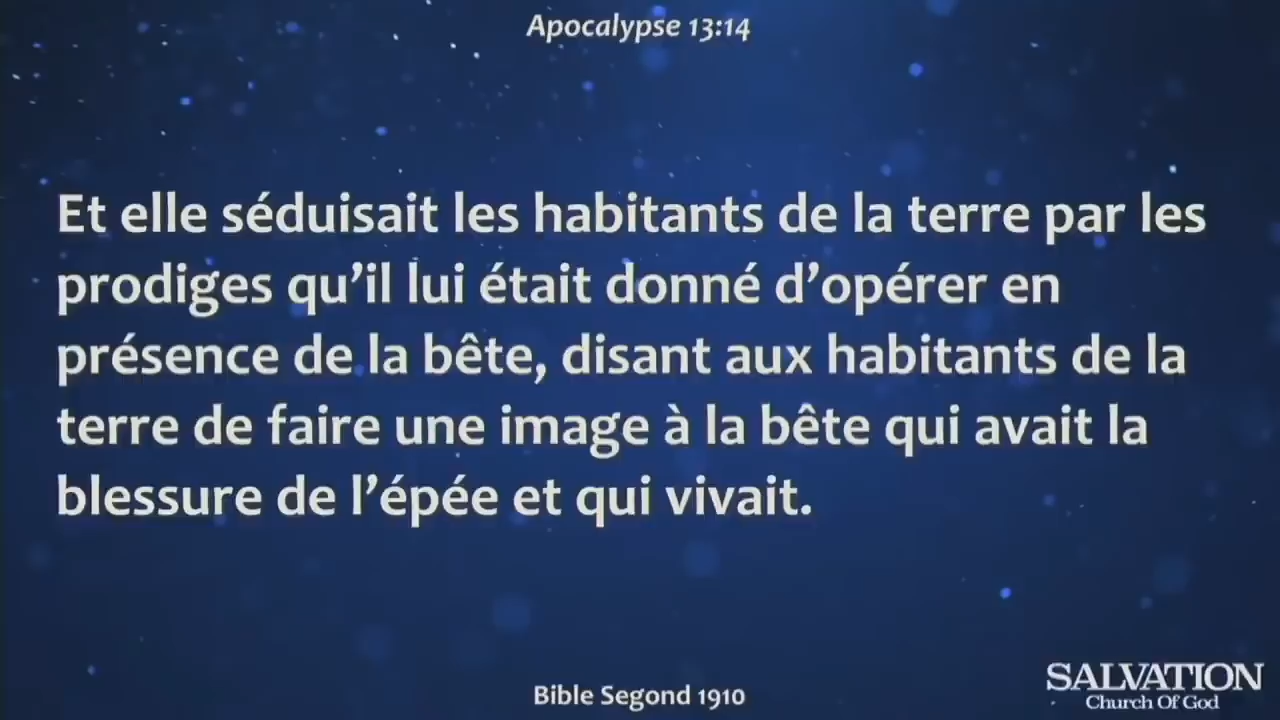 Apocalypse 13:14
Et elle séduisait les habitants de la terre par les
prodiges qu’il lui était donné d’opérer en
présence de la bête, disant aux habitants de la
terre de faire une image à la bête qui avait la
blessure de l’épée et qui vivait.
Bible Segond 1910
SALVATION
Church Of God